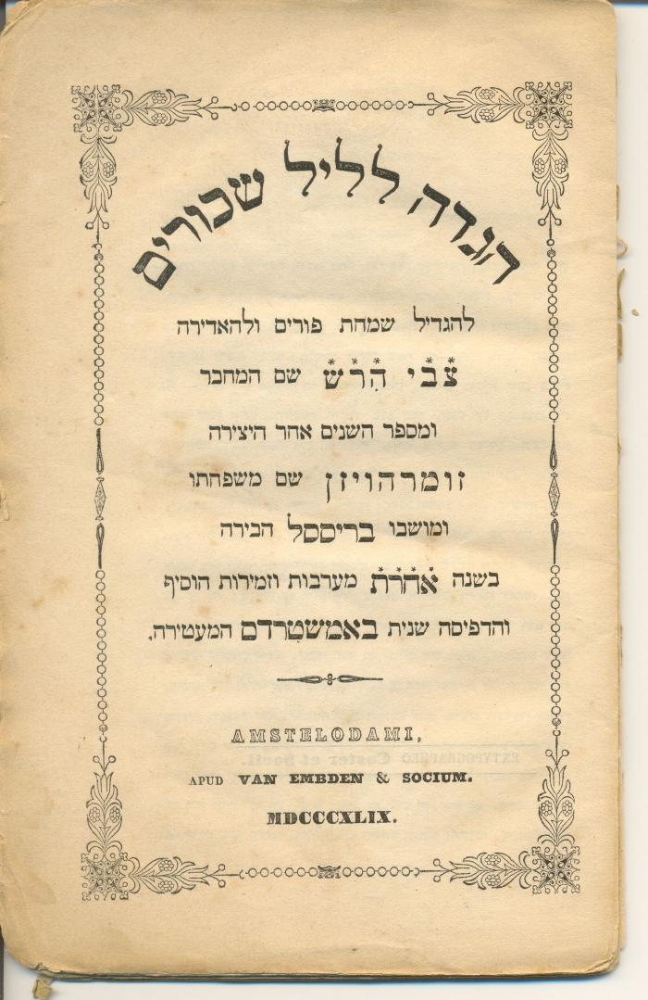 הגדה לליל שכורים
להגדיל שמחת פורים ולהאדירה
צבי הירש שם המחבר
ומספר השנים אחר היצירה
זומרהויזן שם משפחתו
ומושבו בריססל הבירה
בשנה אחרת מערבות וזמירות הוסיף
והדפיסה שנית באמשטרדם המעטירה.
AMSTELODAMI,
APUD VAN EMBDEN & SOCIUM.
MDCCCXLIX.